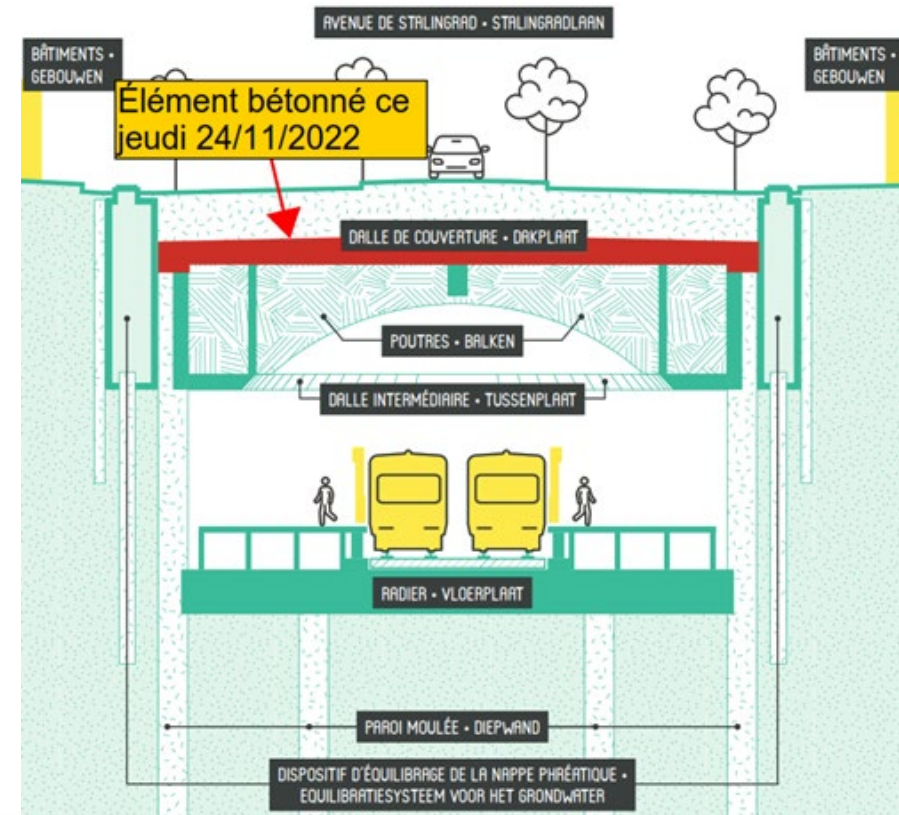 AVENUE DE STALINGRAD • STALINGRADLAAN
BÂTIMENTS •
GEBOUWEN
BÂTIMENTS •
GEBOUWEN
Élément bétonné ce
jeudi 24/11/2022
DALLE DE COUVERTURE • DAKPLAAT
POUTRES • BALKEN
DALLE INTERMÉDIAIRE • TUSSENPLAAT
RADIER • VLOERPLAAT
PAROI MOULÉE • DIEPWAND
DISPOSITIF D'ÉQUILIBRAGE DE LA NAPPE PHRÉATIQUE •
EQUILIBRATIESYSTEEM VOOR HET GRONDWATER